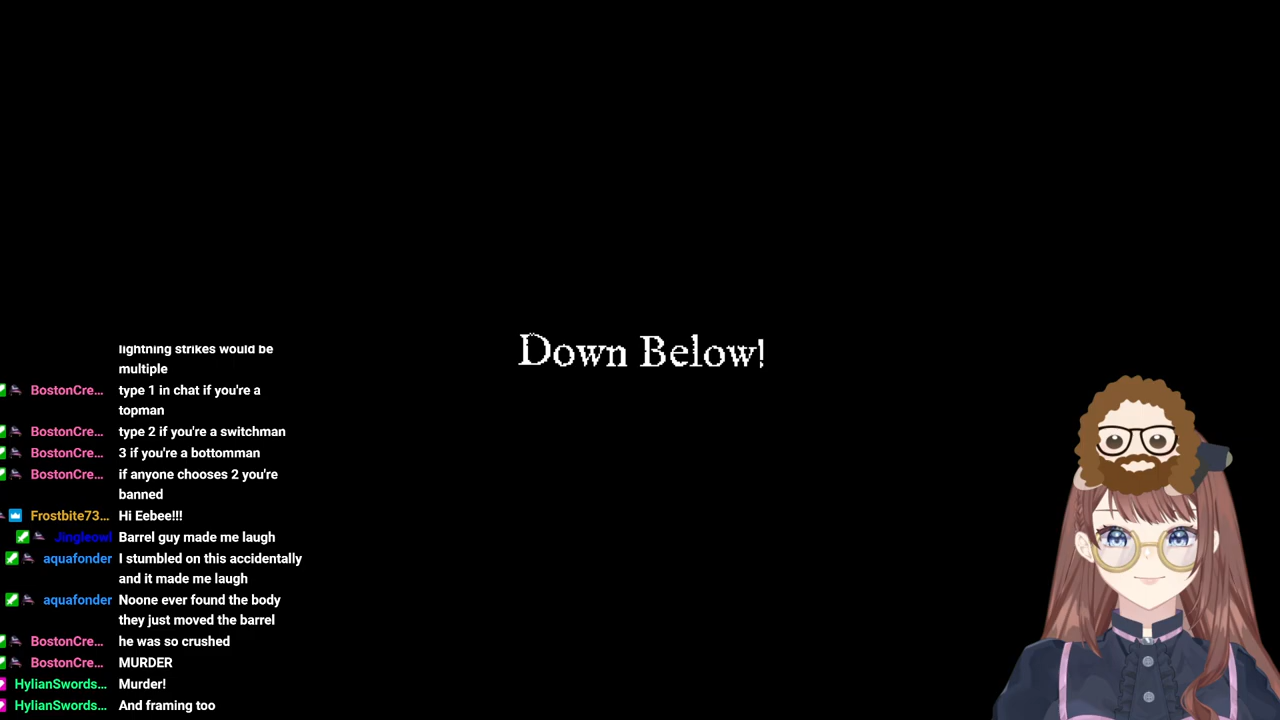 Down Below!
lightning strikes would be
multiple
BostonCre... type 1 in chat if you're a
topman
BostonCre... type 2 if you're a switchman
BostonCre... 3 if you're a bottomman
BostonCre... if anyone chooses 2 you're
banned
Frostbite73... Hi Eebee!!!
Jingleowl Barrel guy made me laugh
aquafonder I stumbled on this accidentally
and it made me laugh
aquafonder Noone ever found the body
they just moved the barrel
BostonCre... he was so crushed
BostonCre... MURDER
HylianSwords... Murder!
HylianSwords... And framing too